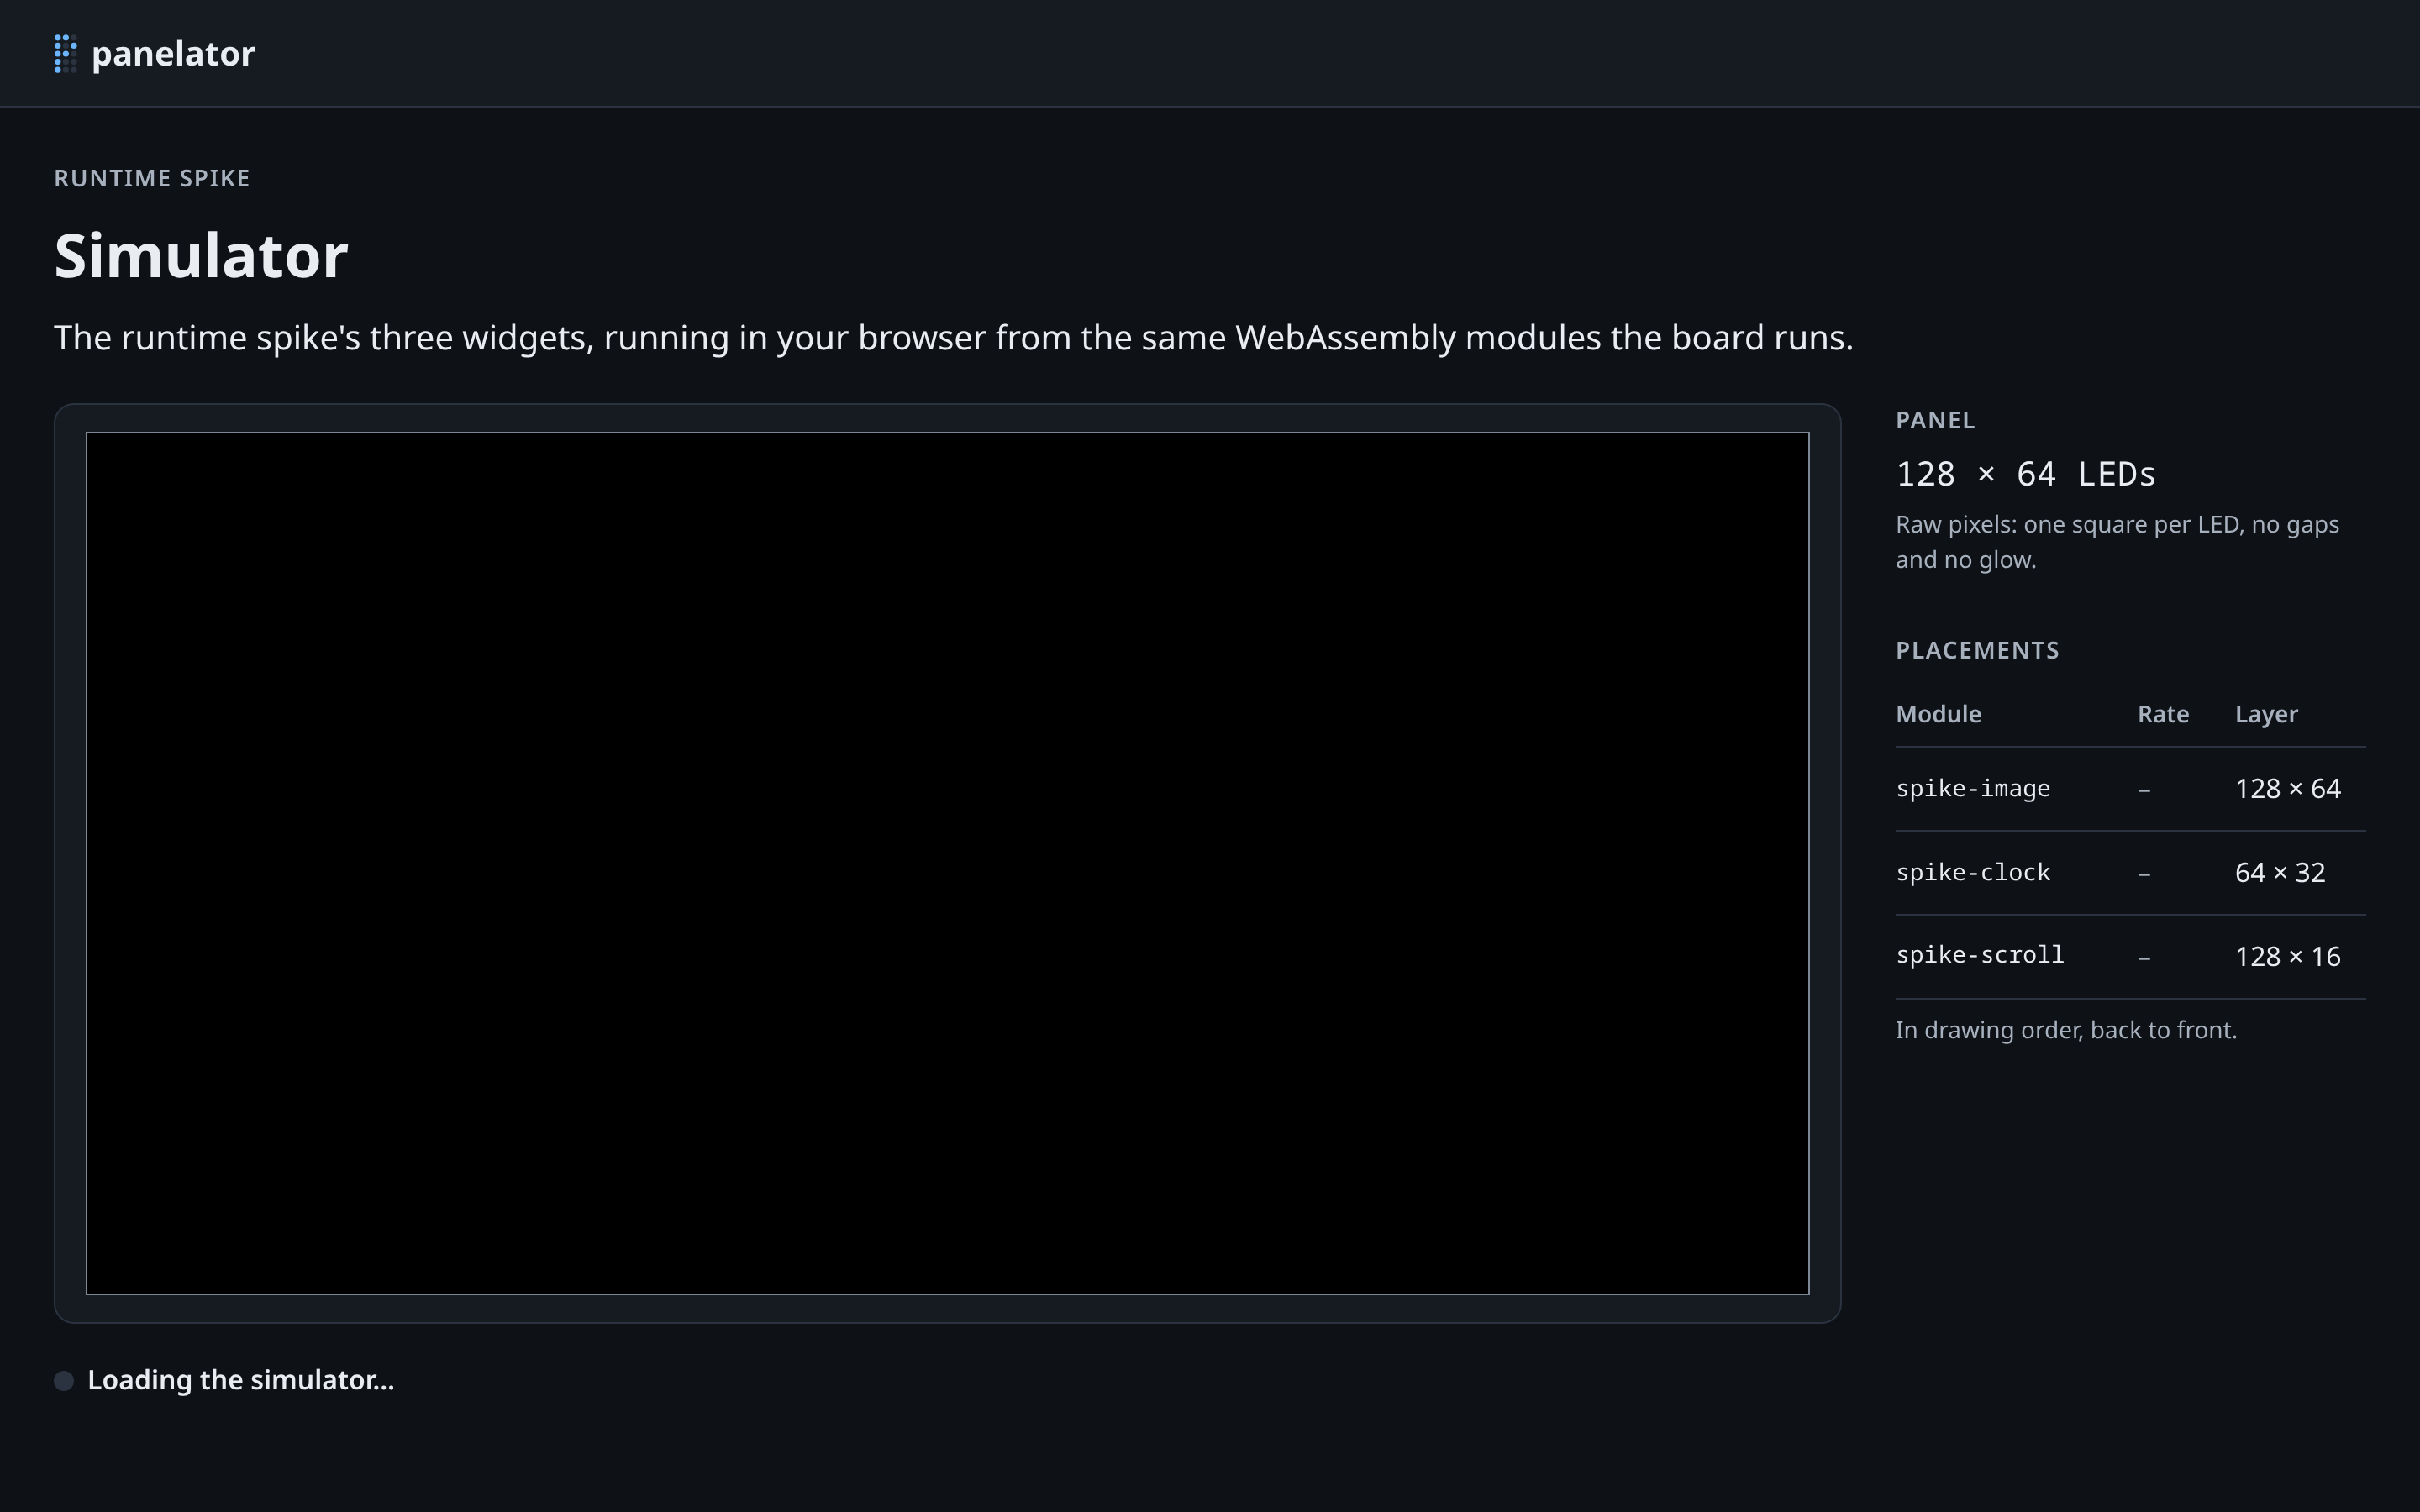 panelator
RUNTIME SPIKE
Simulator
The runtime spike's three widgets, running in your browser from the same WebAssembly modules the board runs.
PANEL
128 × 64 LEDs
Raw pixels: one square per LED, no gaps
and no glow.
PLACEMENTS
Module Rate Layer
spike-image – 128 × 64
spike-clock – 64 × 32
spike-scroll – 128 × 16
In drawing order, back to front.
Loading the simulator…